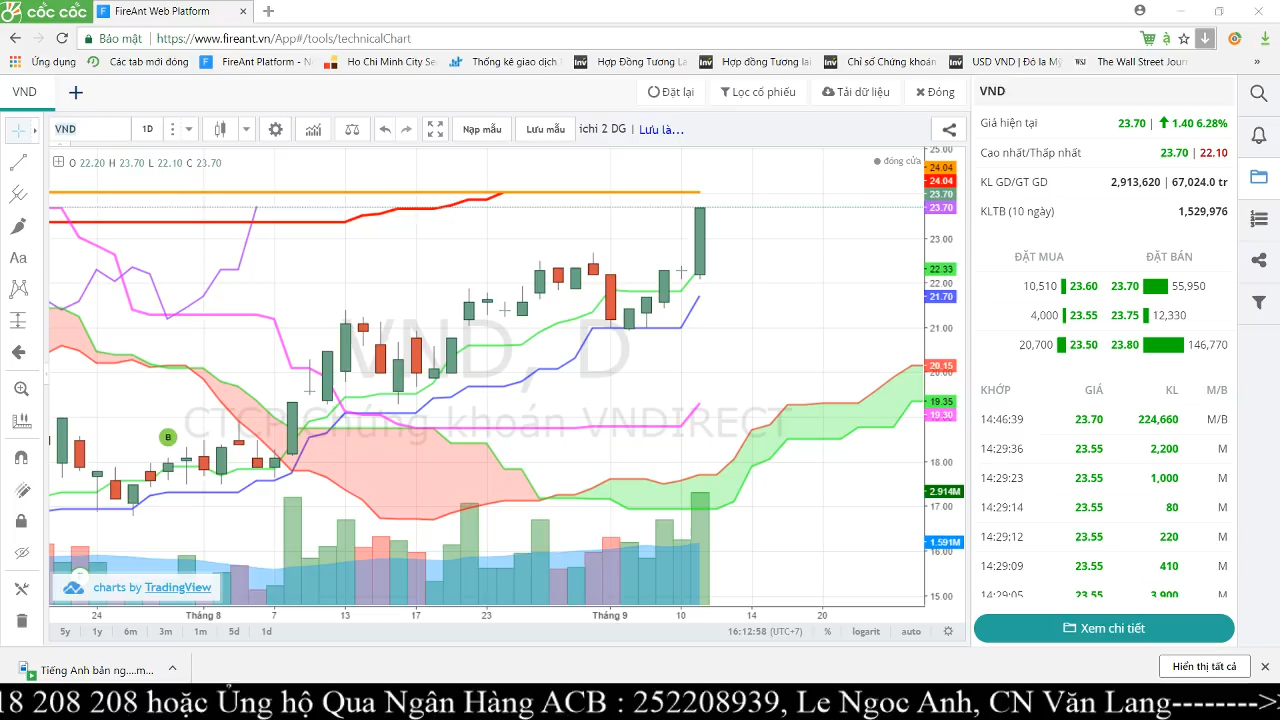 cốc cốc
FireAnt Web Platform
Bảo mật | https://www.fireant.vn/App#/tools/technicalChart
Ứng dụng
Các tab mới đóng
FireAnt Platform - N
Ho Chi Minh City Se
Thống kê giao dịch
Hợp Đồng Tương La
Hợp đồng Tương lai
Chỉ số Chứng khoán
USD VND | Đô la Mỹ
WSJ
The Wall Street Jour
»
VND
Đặt lại
Lọc cổ phiếu
Tải dữ liệu
Đóng
VND
1D
Nạp mẫu
Lưu mẫu
ichi 2 DG | Lưu là...
O 22.20 H 23.70 L 22.10 C 23.70
đóng cửa
Aa
VND, D
CTCP Chứng khoán VNDIRECT
B
25.00
24.04
24.04
23.70
23.70
23.00
22.33
22.00
21.70
21.00
20.15
20.00
19.35
19.30
18.00
2.914M
17.00
1.591M
16.00
15.00
charts by TradingView
24
Tháng 8
7
13
17
23
Tháng 9
10
14
20
5y 1y 6m 3m 1m 5d 1d
16:12:58 (UTC+7) % logarit auto
VND
Giá hiện tại 23.70 | 1.40 6.28%
Cao nhất/Thấp nhất 23.70 | 22.10
KL GD/GT GD 2,913,620 | 67,024.0 tr
KLTB (10 ngày) 1,529,976
ĐẶT MUA ĐẶT BÁN
10,510 23.60 23.70 55,950
4,000 23.55 23.75 12,330
20,700 23.50 23.80 146,770
KHỚP GIÁ KL M/B
14:46:39 23.70 224,660 M/B
14:29:36 23.55 2,200 M
14:29:23 23.55 1,000 M
14:29:14 23.55 80 M
14:29:12 23.55 220 M
14:29:09 23.55 410 M
14:29:05 23.55 3,900 M
Xem chi tiết
Tiếng Anh bản ng....m...
Hiển thị tất cả
18 208 208 hoặc Ủng hộ Qua Ngân Hàng ACB : 252208939, Le Ngoc Anh, CN Văn Lang-------->